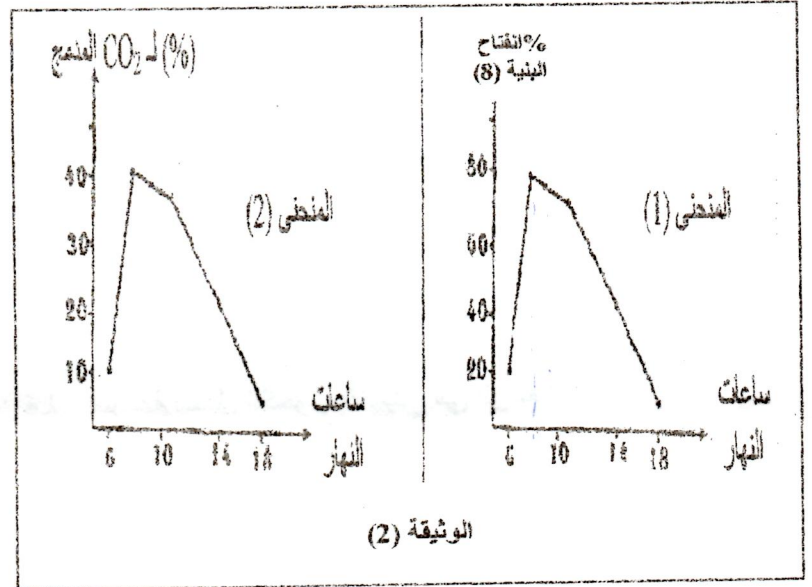 %انفتاح
البنية (8)
80
60
40
20
المنحنى (1)
ساعات
النهار
6 10 14 18
(%) لـ CO₂ المدمج
40
30
20
10
المنحنى (2)
ساعات
النهار
6 10 14 18
الوثيقة (2)